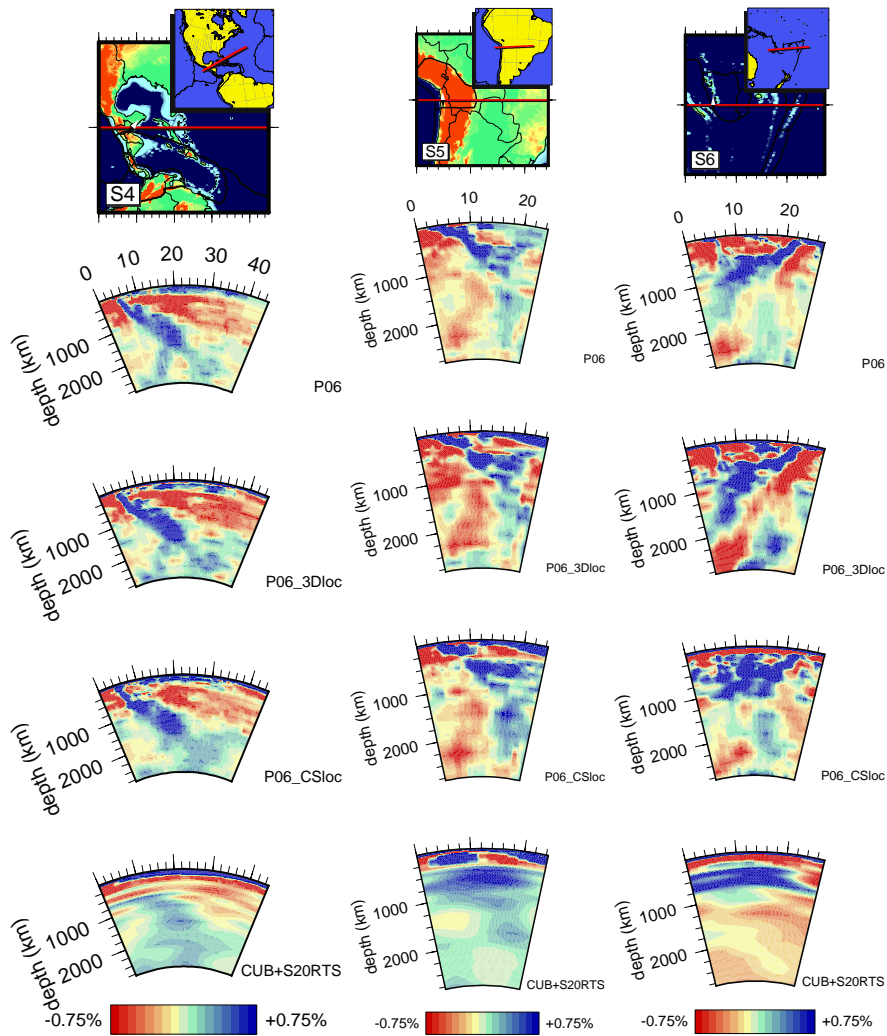 S4
S5
S6
0 10 20 30 40
1000
2000
depth (km)
P06
0 10 20
1000
2000
depth (km)
P06
0 10 20
1000
2000
depth (km)
P06
1000
2000
depth (km)
P06_3Dloc
1000
2000
depth (km)
P06_3Dloc
1000
2000
depth (km)
P06_3Dloc
1000
2000
depth (km)
P06_CSloc
1000
2000
depth (km)
P06_CSloc
1000
2000
depth (km)
P06_CSloc
1000
2000
depth (km)
CUB+S20RTS
1000
2000
depth (km)
CUB+S20RTS
1000
2000
depth (km)
CUB+S20RTS
-0.75% +0.75%
-0.75% +0.75%
-0.75% +0.75%